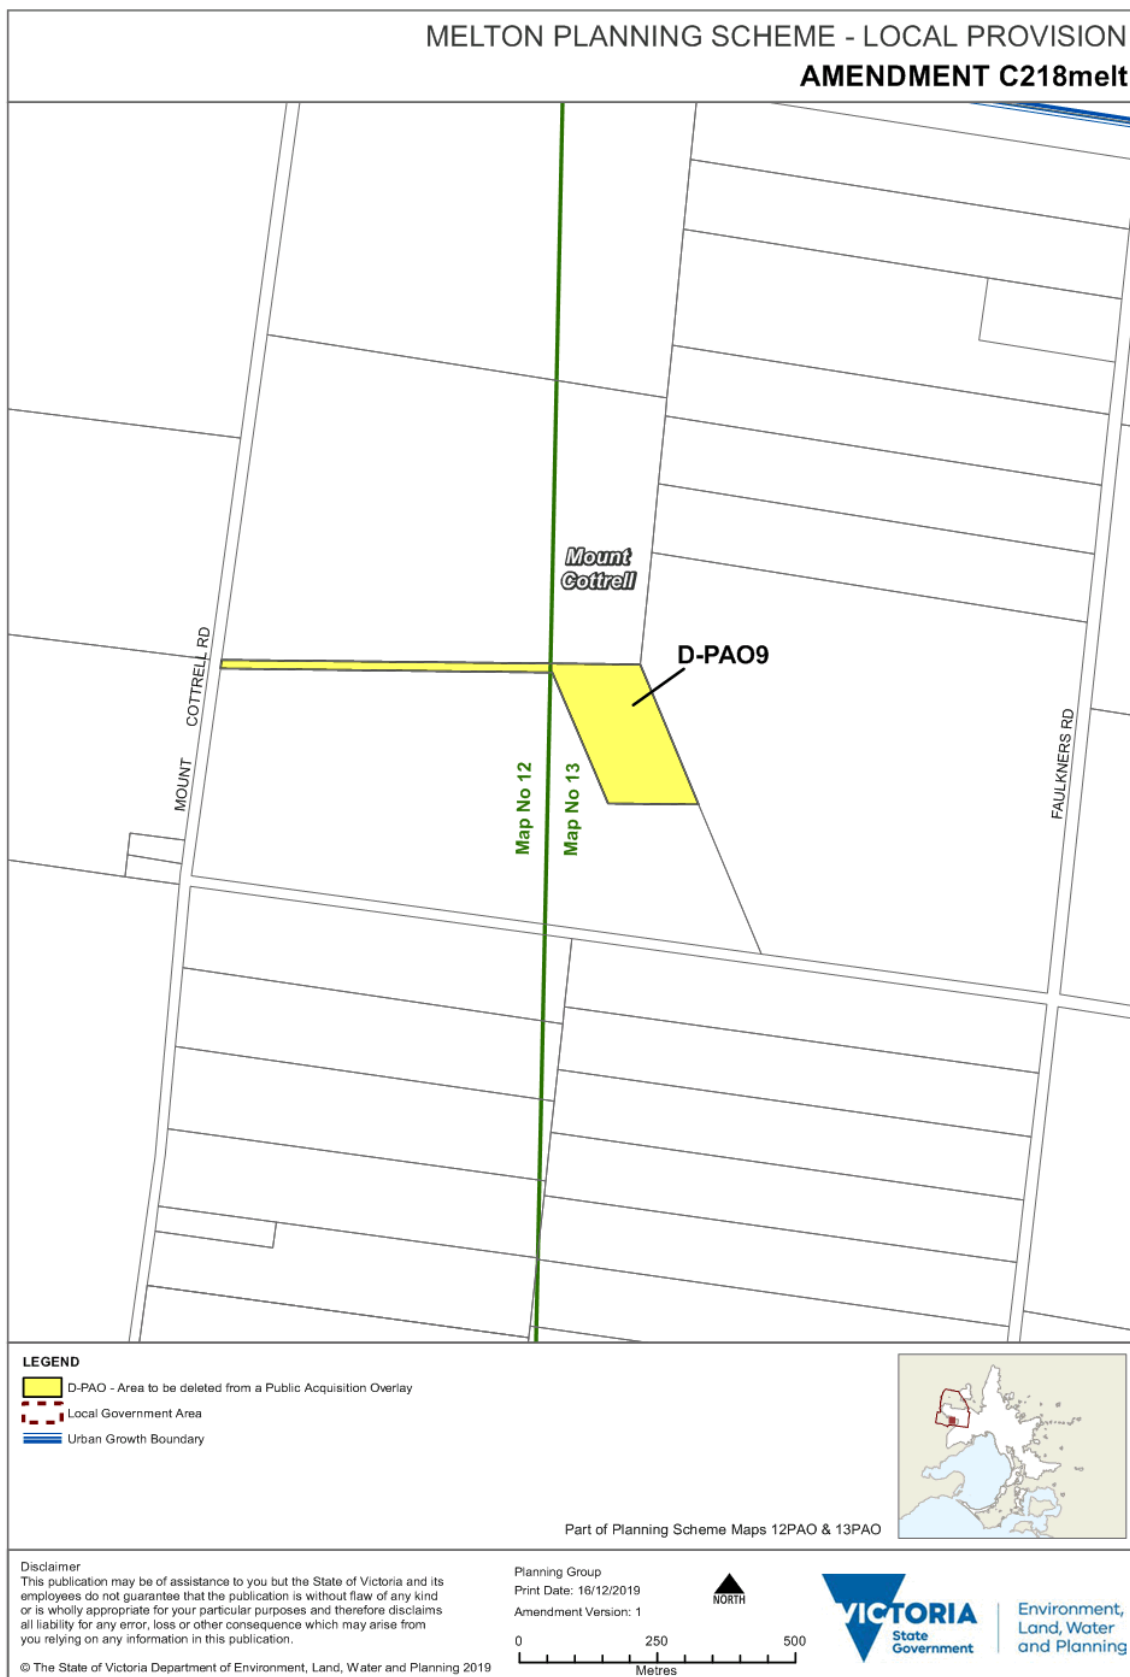 MELTON PLANNING SCHEME - LOCAL PROVISION
AMENDMENT C218melt
Mount
Cottrell
D-PAO9
MOUNT COTTRELL RD
FAULKNERS RD
Map No 12
Map No 13
LEGEND
D-PAO - Area to be deleted from a Public Acquisition Overlay
Local Government Area
Urban Growth Boundary
Part of Planning Scheme Maps 12PAO & 13PAO
Disclaimer
This publication may be of assistance to you but the State of Victoria and its
employees do not guarantee that the publication is without flaw of any kind
or is wholly appropriate for your particular purposes and therefore disclaims
all liability for any error, loss or other consequence which may arise from
you relying on any information in this publication.
© The State of Victoria Department of Environment, Land, Water and Planning 2019
Planning Group
Print Date: 16/12/2019
Amendment Version: 1
NORTH
0 250 500
Metres
VICTORIA
State
Government
Environment,
Land, Water
and Planning